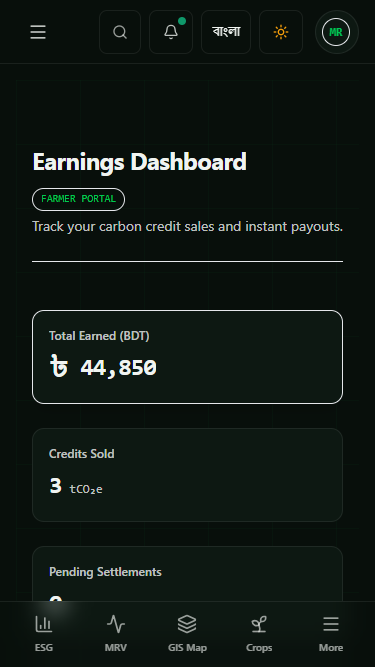 বাংলা
MR
Earnings Dashboard
FARMER PORTAL
Track your carbon credit sales and instant payouts.
Total Earned (BDT)
৳ 44,850
Credits Sold
3 tCO₂e
Pending Settlements
ESG
MRV
GIS Map
Crops
More